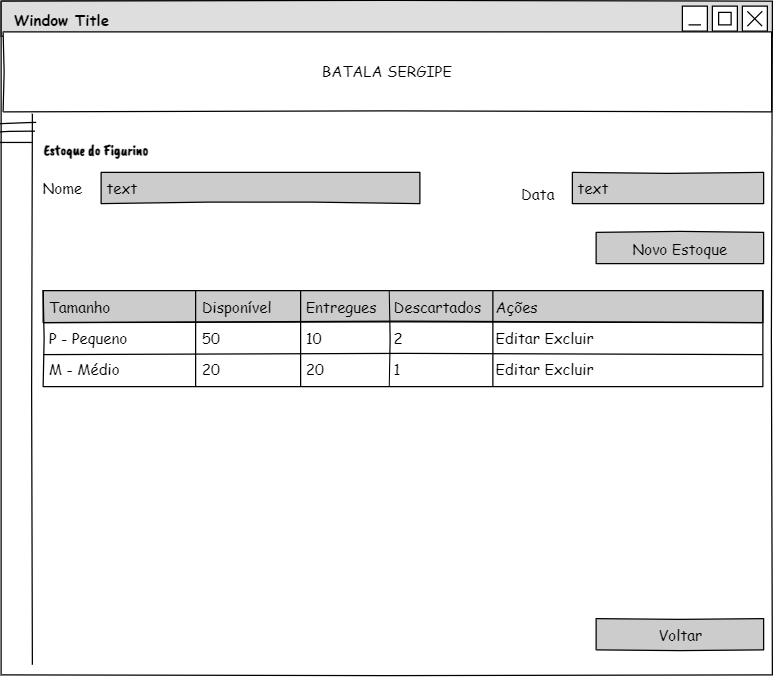 Window Title
BATALA SERGIPE
Estoque do Figurino
Nome text Data text
Novo Estoque
Tamanho Disponível Entregues Descartados Ações
P - Pequeno 50 10 2 Editar Excluir
M - Médio 20 20 1 Editar Excluir
Voltar